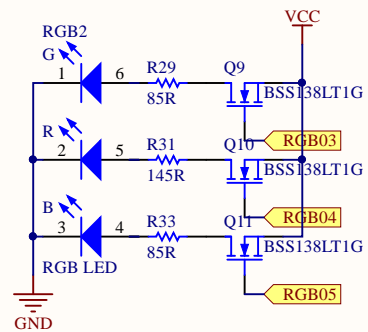 VCC
RGB2
G
1
6
R29
85R
Q9
BSS138LT1G
RGB03
R
2
5
R31
145R
Q10
BSS138LT1G
RGB04
B
3
4
R33
85R
Q11
BSS138LT1G
RGB LED
RGB05
GND